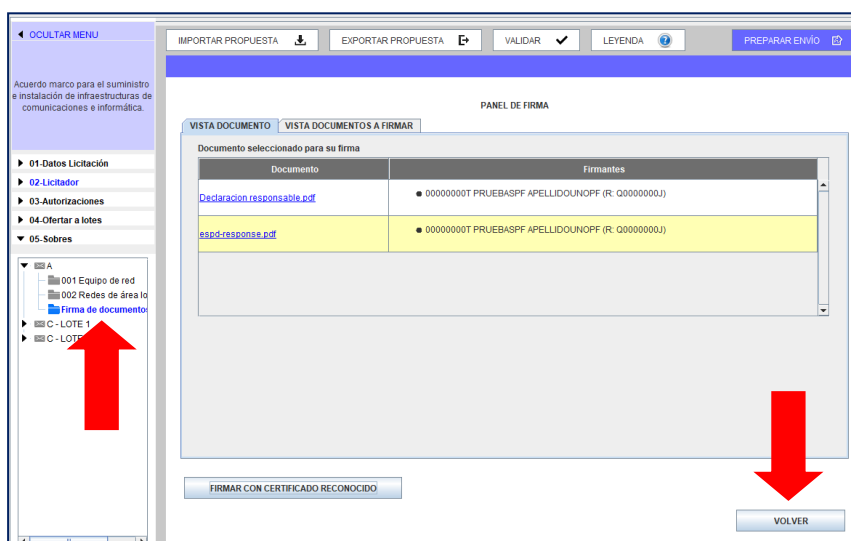 OCULTAR MENU
Acuerdo marco para el suministro
e instalación de infraestructuras de
comunicaciones e informática.
01-Datos Licitación
02-Licitador
03-Autorizaciones
04-Ofertar a lotes
05-Sobres
A
001 Equipo de red
002 Redes de área lo
Firma de documentos
C - LOTE 1
C - LOTE
IMPORTAR PROPUESTA
EXPORTAR PROPUESTA
VALIDAR
LEYENDA
PREPARAR ENVÍO
PANEL DE FIRMA
VISTA DOCUMENTO
VISTA DOCUMENTOS A FIRMAR
Documento seleccionado para su firma
Documento
Firmantes
Declaracion responsable.pdf
00000000T PRUEBASPF APELLIDOUNOPF (R: Q0000000J)
espd-response.pdf
00000000T PRUEBASPF APELLIDOUNOPF (R: Q0000000J)
FIRMAR CON CERTIFICADO RECONOCIDO
VOLVER